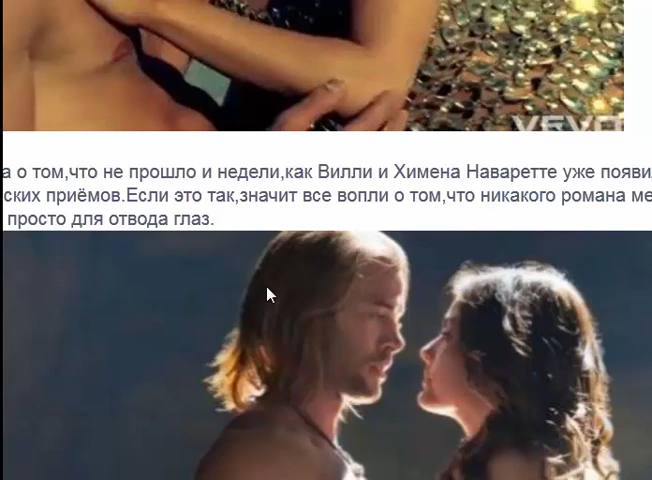 VEVO
а о том,что не прошло и недели,как Вилли и Химена Наваретте уже появи
ских приёмов.Если это так,значит все вопли о том,что никакого романа ме
просто для отвода глаз.